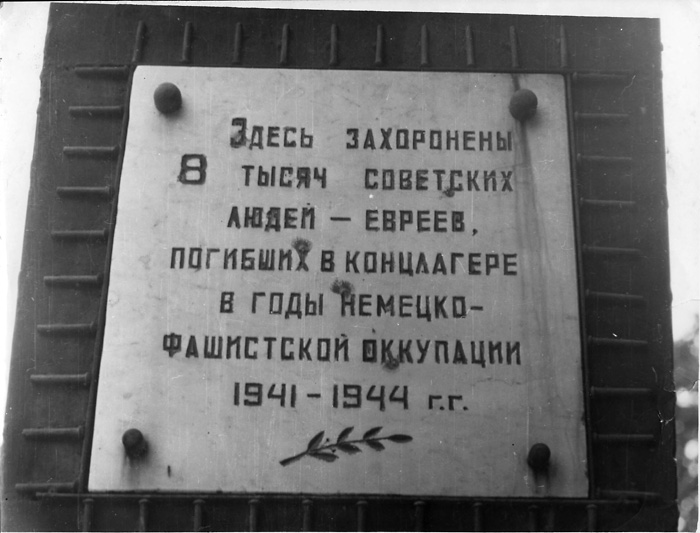 Здесь захоронены
8 тысяч советских
людей – евреев,
погибших в концлагере
в годы немецко-
фашистской оккупации
1941 – 1944 г.г.